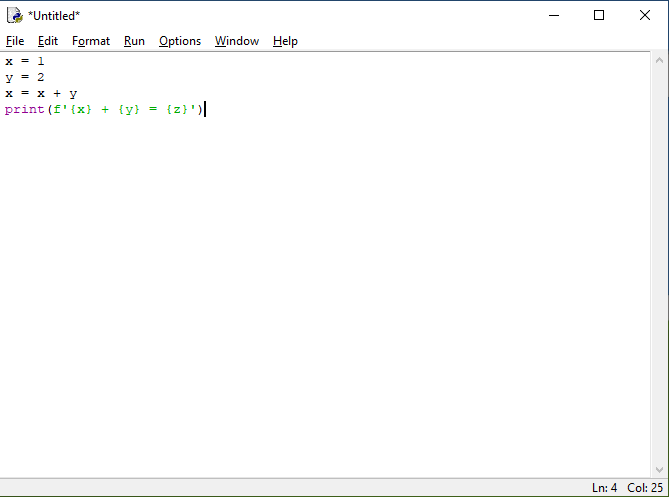 *Untitled*
File Edit Format Run Options Window Help
x = 1
y = 2
x = x + y
print(f'{x} + {y} = {z}')
Ln: 4 Col: 25